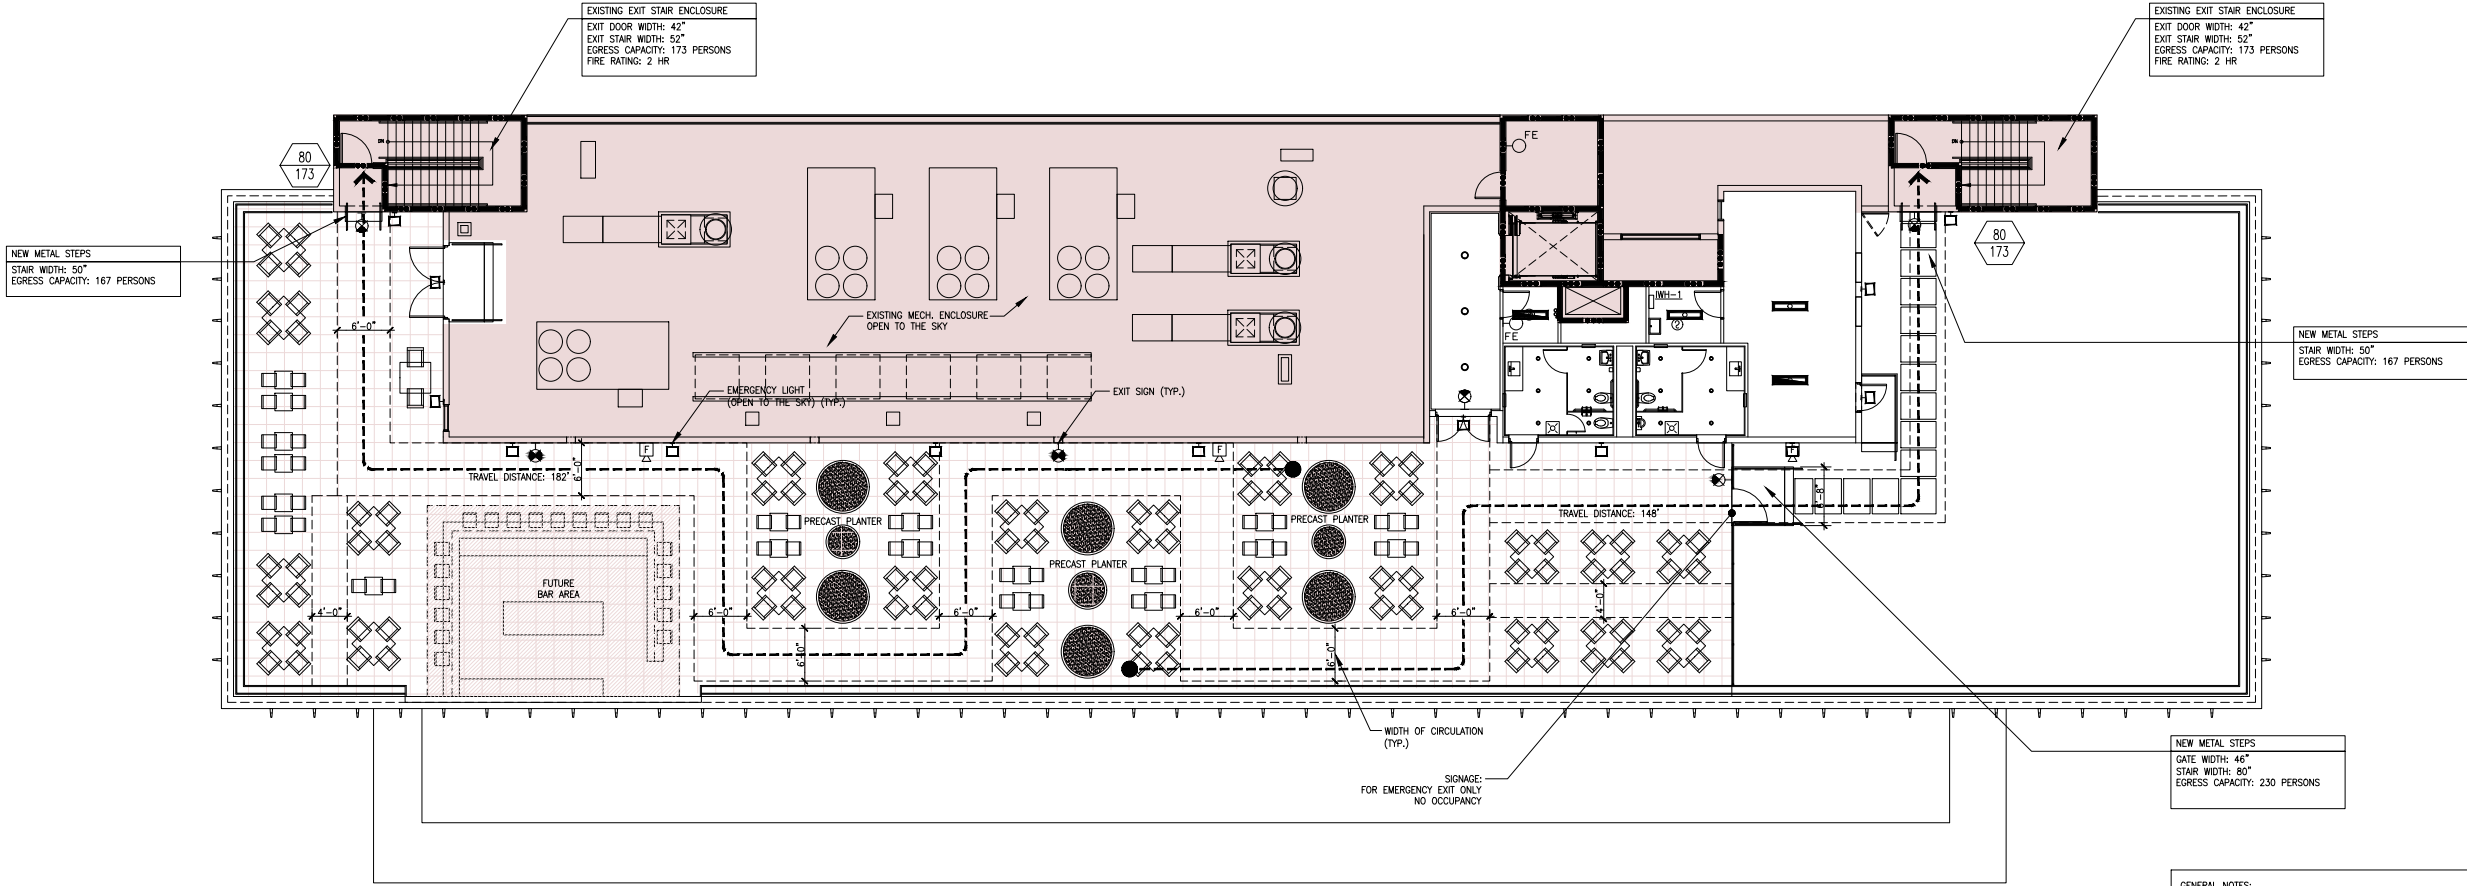 EXISTING EXIT STAIR ENCLOSURE
EXIT DOOR WIDTH: 42"
EXIT STAIR WIDTH: 52"
EGRESS CAPACITY: 173 PERSONS
FIRE RATING: 2 HR
EXISTING EXIT STAIR ENCLOSURE
EXIT DOOR WIDTH: 42"
EXIT STAIR WIDTH: 52"
EGRESS CAPACITY: 173 PERSONS
FIRE RATING: 2 HR
80
173
DN
FE
DN
80
173
NEW METAL STEPS
STAIR WIDTH: 50"
EGRESS CAPACITY: 167 PERSONS
6'-0"
EXISTING MECH. ENCLOSURE
OPEN TO THE SKY
IWH-1
2
FE
NEW METAL STEPS
STAIR WIDTH: 50"
EGRESS CAPACITY: 167 PERSONS
EMERGENCY LIGHT
(OPEN TO THE SKY) (TYP.)
EXIT SIGN (TYP.)
F
F
F
6'-0"
TRAVEL DISTANCE: 182'
6'-8"
TRAVEL DISTANCE: 148'
PRECAST PLANTER
PRECAST PLANTER
PRECAST PLANTER
FUTURE
BAR AREA
4'-0"
6'-0"
6'-0"
6'-0"
6'-0"
4'-0"
6'-0"
6'-0"
WIDTH OF CIRCULATION
(TYP.)
SIGNAGE:
FOR EMERGENCY EXIT ONLY
NO OCCUPANCY
NEW METAL STEPS
GATE WIDTH: 46"
STAIR WIDTH: 80"
EGRESS CAPACITY: 230 PERSONS
GENERAL NOTES: